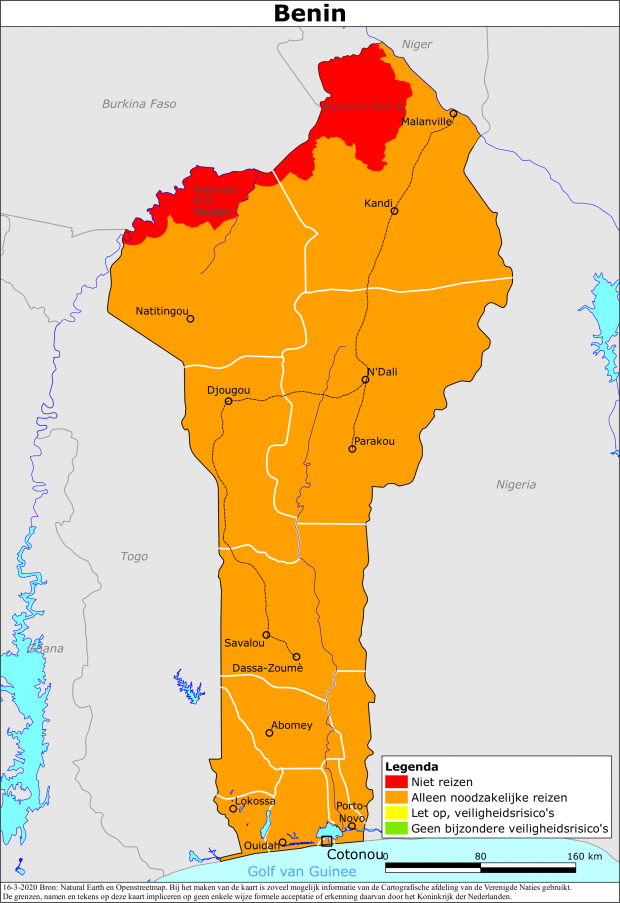 Benin
Niger
Burkina Faso
Malanville
Kandi
Nationaal
Pendjari
Natitingou
N'Dali
Djougou
Parakou
Nigeria
Togo
Savalou
Ghana
Dassa-Zoumè
Abomey
Legenda
Niet reizen
Alleen noodzakelijke reizen
Let op, veiligheidsrisico's
Geen bijzondere veiligheidsrisico's
Lokossa
Porto-
Novo
Ouidah
Cotonou
0 80 160 km
Golf van Guinee
16-3-2020 Bron: Natural Earth en Openstreetmap. Bij het maken van de kaart is zoveel mogelijk informatie van de Cartografische afdeling van de Verenigde Naties gebruikt.
De grenzen, namen en tekens op deze kaart impliceren op geen enkele wijze formele acceptatie of erkenning daarvan door het Koninkrijk der Nederlanden.